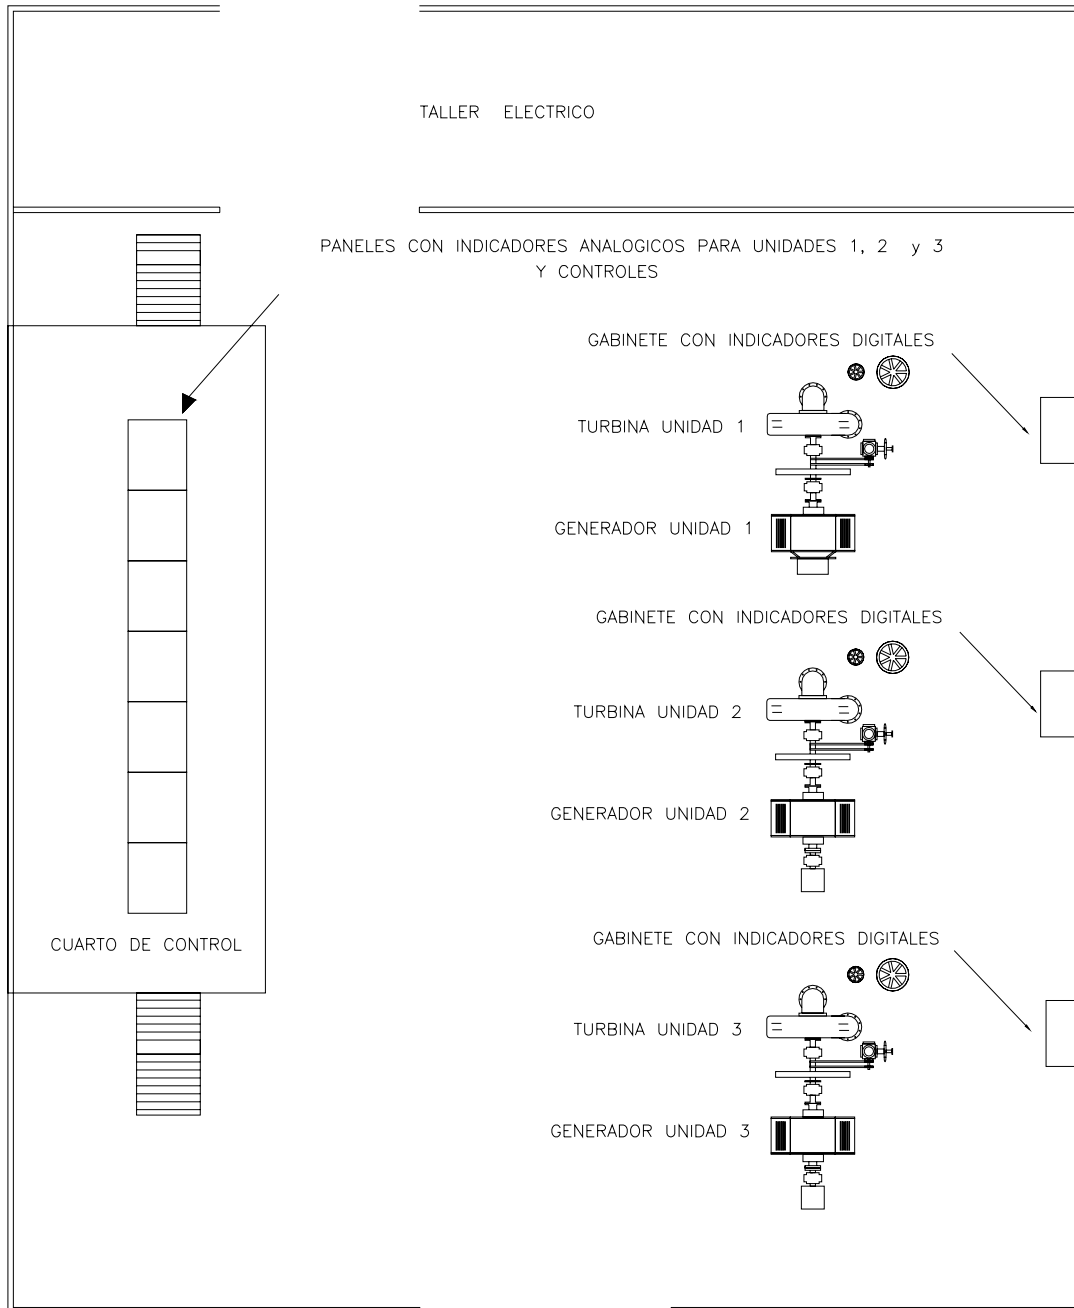 TALLER ELECTRICO
PANELES CON INDICADORES ANALOGICOS PARA UNIDADES 1, 2 y 3
Y CONTROLES
GABINETE CON INDICADORES DIGITALES
TURBINA UNIDAD 1
GENERADOR UNIDAD 1
GABINETE CON INDICADORES DIGITALES
TURBINA UNIDAD 2
GENERADOR UNIDAD 2
CUARTO DE CONTROL
GABINETE CON INDICADORES DIGITALES
TURBINA UNIDAD 3
GENERADOR UNIDAD 3